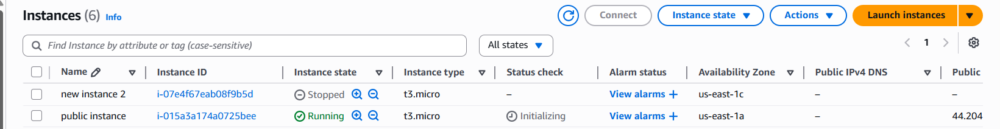 Instances (6) Info Connect Instance state Actions Launch instances
Find Instance by attribute or tag (case-sensitive) All states 1
Name Instance ID Instance state Instance type Status check Alarm status Availability Zone Public IPv4 DNS Public
new instance 2 i-07e4f67eab08f9b5d Stopped t3.micro – View alarms + us-east-1c – –
public instance i-015a3a174a0725bee Running t3.micro Initializing View alarms + us-east-1a – 44.204